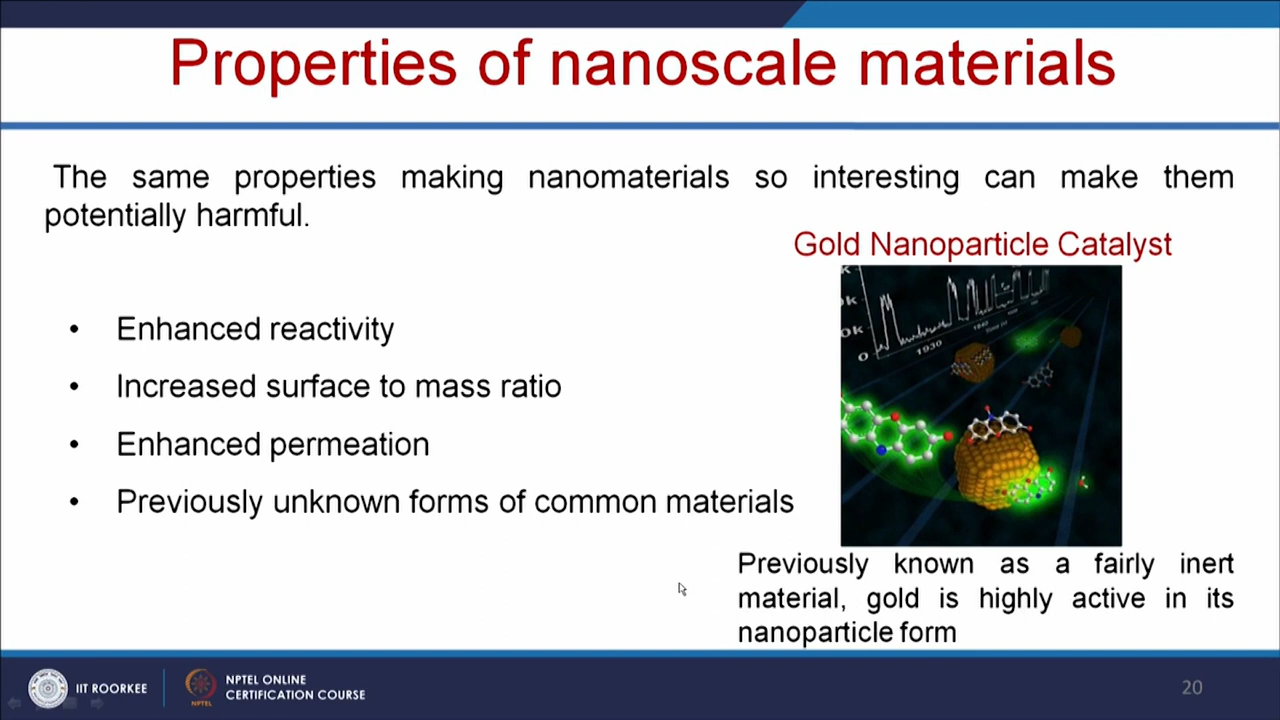 Properties of nanoscale materials
The same properties making nanomaterials so interesting can make them
potentially harmful.
Gold Nanoparticle Catalyst
• Enhanced reactivity
• Increased surface to mass ratio
• Enhanced permeation
• Previously unknown forms of common materials
0
1930
Previously known as a fairly inert
material, gold is highly active in its
nanoparticle form
IIT ROORKEE
NPTEL
NPTEL ONLINE
CERTIFICATION COURSE
20